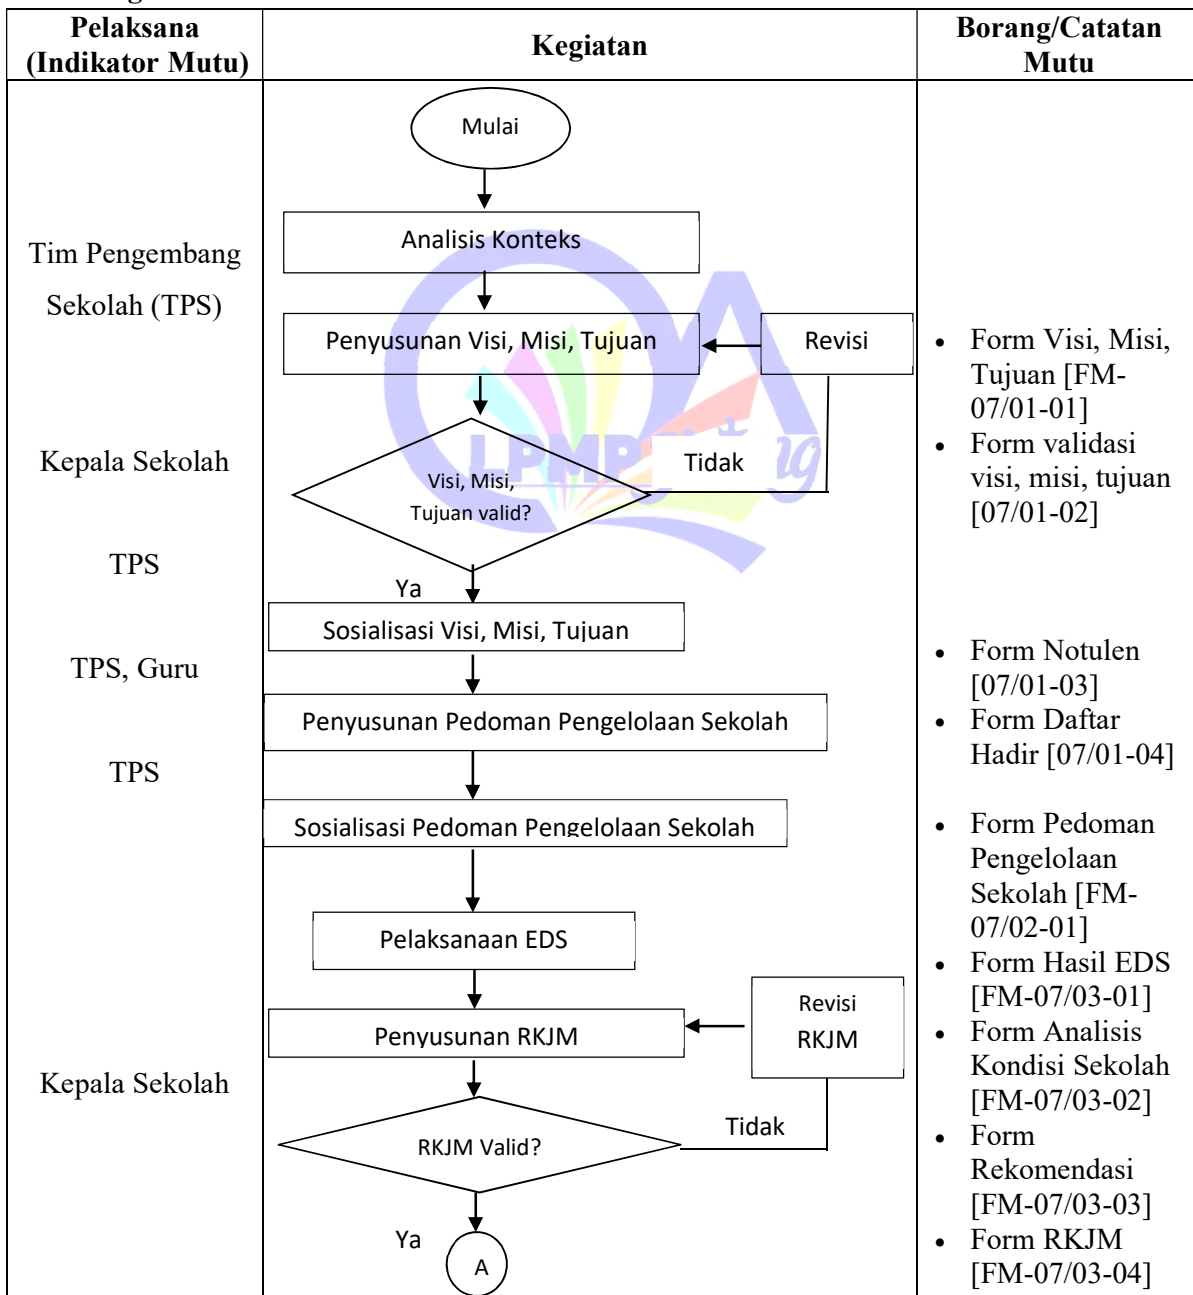 Pelaksana
(Indikator Mutu)
Kegiatan
Borang/Catatan
Mutu
Tim Pengembang
Sekolah (TPS)
Kepala Sekolah
TPS
TPS, Guru
TPS
Kepala Sekolah
Mulai
Analisis Konteks
Penyusunan Visi, Misi, Tujuan
Revisi
LPMP
Visi, Misi,
Tujuan valid?
Tidak
Ya
Sosialisasi Visi, Misi, Tujuan
Penyusunan Pedoman Pengelolaan Sekolah
Sosialisasi Pedoman Pengelolaan Sekolah
Pelaksanaan EDS
Penyusunan RKJM
Revisi
RKJM
RKJM Valid?
Tidak
Ya
A
• Form Visi, Misi,
Tujuan [FM-
07/01-01]
• Form validasi
visi, misi, tujuan
[07/01-02]
• Form Notulen
[07/01-03]
• Form Daftar
Hadir [07/01-04]
• Form Pedoman
Pengelolaan
Sekolah [FM-
07/02-01]
• Form Hasil EDS
[FM-07/03-01]
• Form Analisis
Kondisi Sekolah
[FM-07/03-02]
• Form
Rekomendasi
[FM-07/03-03]
• Form RKJM
[FM-07/03-04]